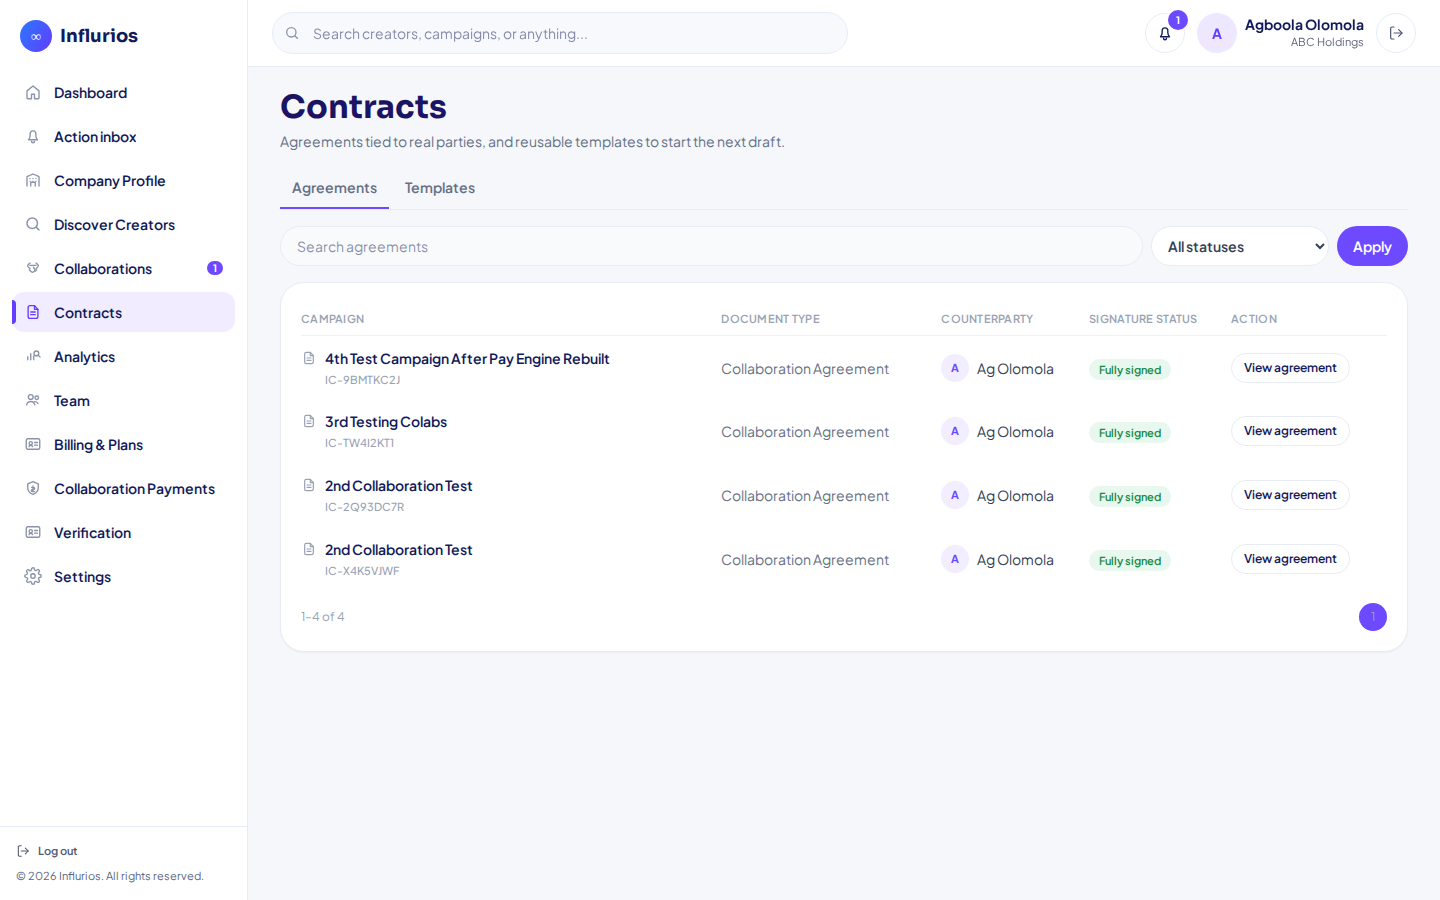 Influrios
Search creators, campaigns, or anything...
1
A
Agboola Olomola
ABC Holdings
Dashboard
Action inbox
Company Profile
Discover Creators
Collaborations
1
Contracts
Analytics
Team
Billing & Plans
Collaboration Payments
Verification
Settings
Log out
© 2026 Influrios. All rights reserved.
Contracts
Agreements tied to real parties, and reusable templates to start the next draft.
Agreements Templates
Search agreements
All statuses
Apply
CAMPAIGN DOCUMENT TYPE COUNTERPARTY SIGNATURE STATUS ACTION
4th Test Campaign After Pay Engine Rebuilt
IC-9BMTKC2J
Collaboration Agreement A Ag Olomola Fully signed View agreement
3rd Testing Colabs
IC-TW4I2KT1
Collaboration Agreement A Ag Olomola Fully signed View agreement
2nd Collaboration Test
IC-2Q93DC7R
Collaboration Agreement A Ag Olomola Fully signed View agreement
2nd Collaboration Test
IC-X4K5VJWF
Collaboration Agreement A Ag Olomola Fully signed View agreement
1–4 of 4
1